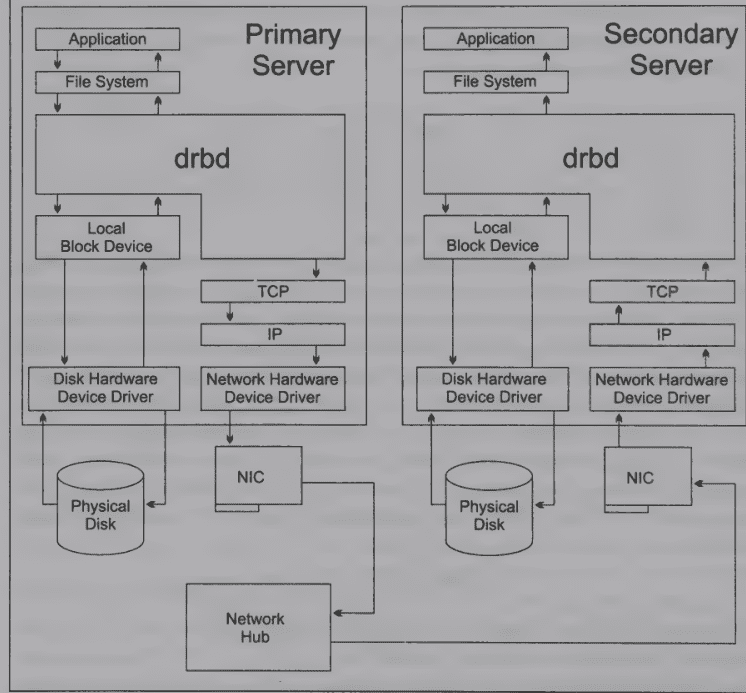 Primary
Server
Application
File System
drbd
Local
Block Device
TCP
IP
Disk Hardware
Device Driver
Network Hardware
Device Driver
Physical
Disk
NIC
Secondary
Server
Application
File System
drbd
Local
Block Device
TCP
IP
Disk Hardware
Device Driver
Network Hardware
Device Driver
Physical
Disk
NIC
Network
Hub